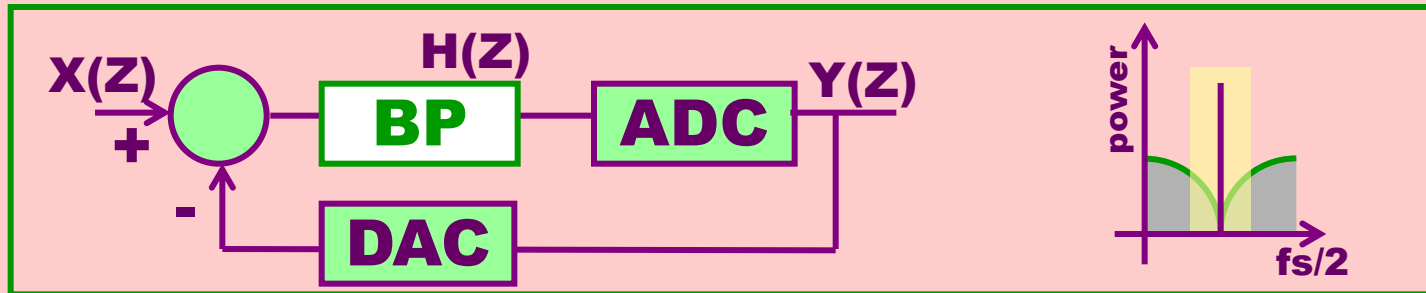 X(Z)
+
-
H(Z)
BP
ADC
Y(Z)
DAC
power
fs/2